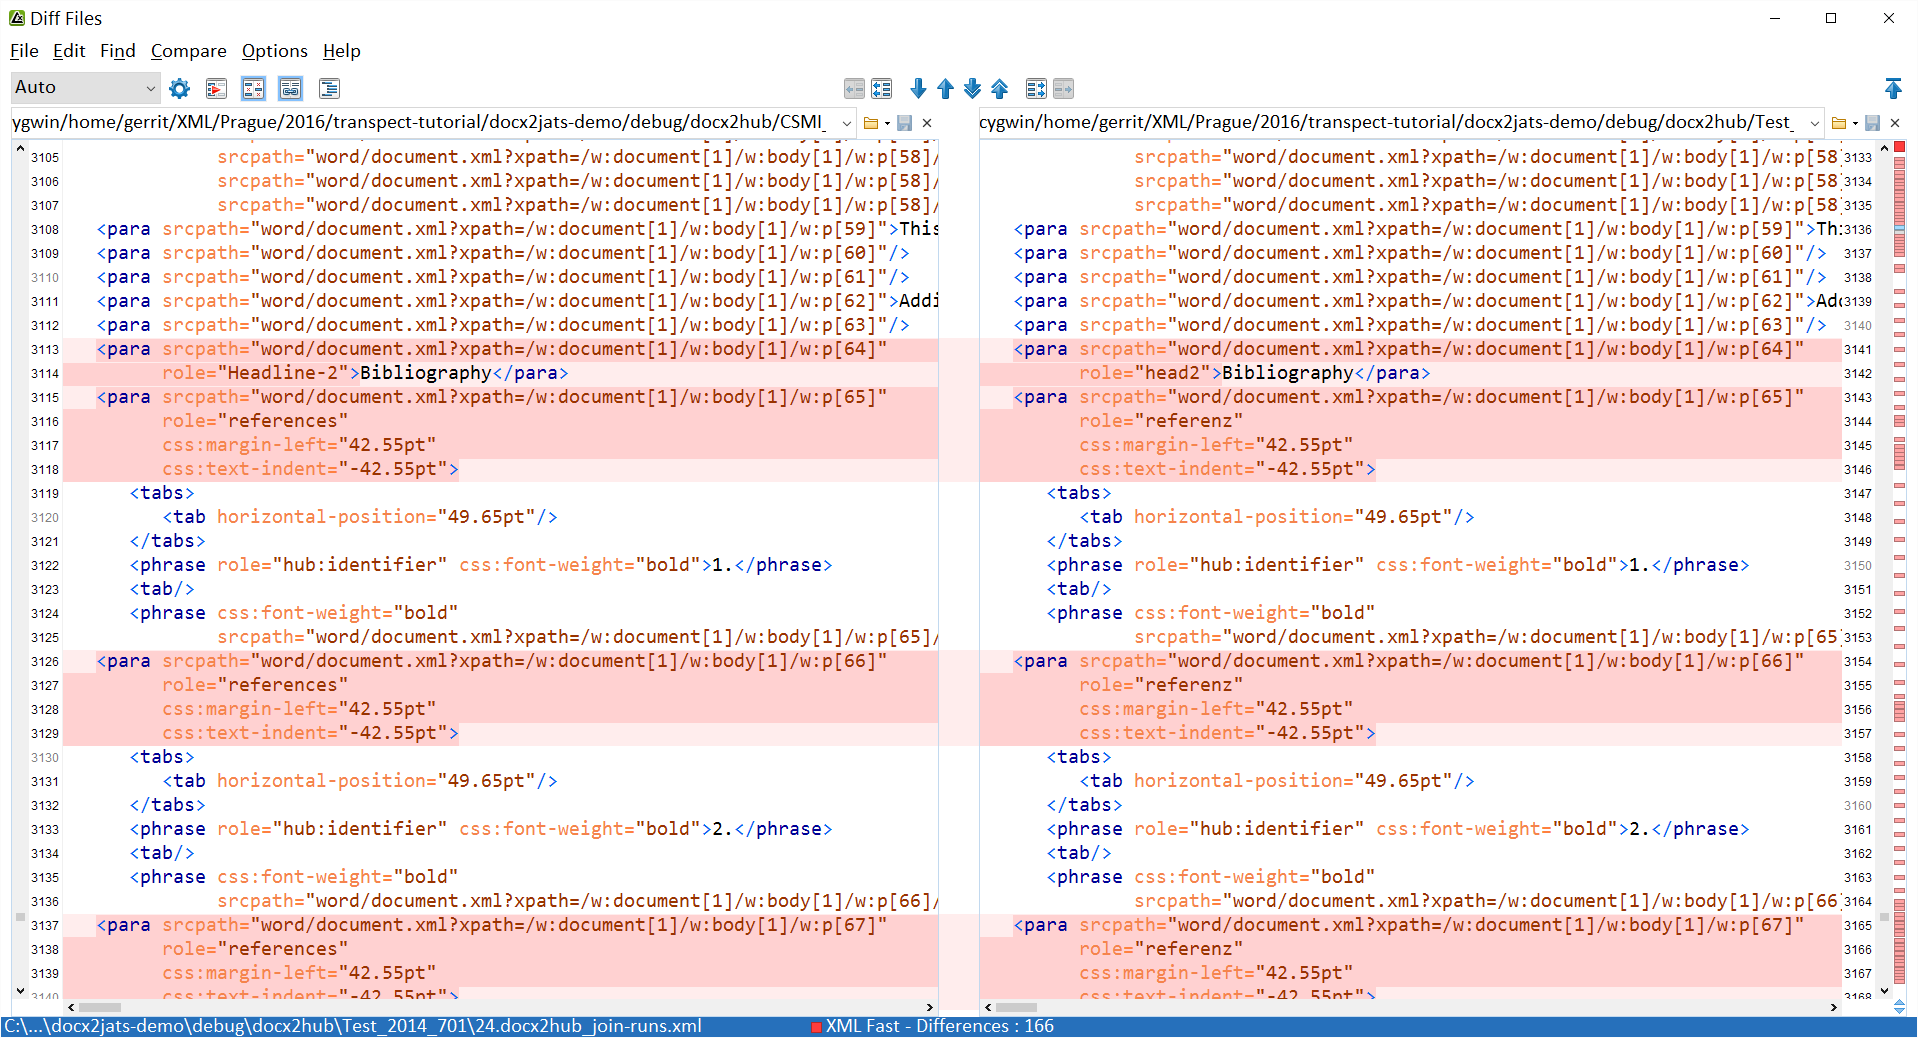 Diff Files
File Edit Find Compare Options Help
Auto
ygwin/home/gerrit/XML/Prague/2016/transpect-tutorial/docx2jats-demo/debug/docx2hub/CSMI_
cygwin/home/gerrit/XML/Prague/2016/transpect-tutorial/docx2jats-demo/debug/docx2hub/Test_
3105 srcpath="word/document.xml?xpath=/w:document[1]/w:body[1]/w:p[58]/
3106 srcpath="word/document.xml?xpath=/w:document[1]/w:body[1]/w:p[58]/
3107 srcpath="word/document.xml?xpath=/w:document[1]/w:body[1]/w:p[58]/
3108 <para srcpath="word/document.xml?xpath=/w:document[1]/w:body[1]/w:p[59]">This
3109 <para srcpath="word/document.xml?xpath=/w:document[1]/w:body[1]/w:p[60]"/>
3110 <para srcpath="word/document.xml?xpath=/w:document[1]/w:body[1]/w:p[61]"/>
3111 <para srcpath="word/document.xml?xpath=/w:document[1]/w:body[1]/w:p[62]">Addi
3112 <para srcpath="word/document.xml?xpath=/w:document[1]/w:body[1]/w:p[63]"/>
3113 <para srcpath="word/document.xml?xpath=/w:document[1]/w:body[1]/w:p[64]"
3114 role="Headline-2">Bibliography</para>
3115 <para srcpath="word/document.xml?xpath=/w:document[1]/w:body[1]/w:p[65]"
3116 role="references"
3117 css:margin-left="42.55pt"
3118 css:text-indent="-42.55pt">
3119 <tabs>
3120 <tab horizontal-position="49.65pt"/>
3121 </tabs>
3122 <phrase role="hub:identifier" css:font-weight="bold">1.</phrase>
3123 <tab/>
3124 <phrase css:font-weight="bold"
3125 srcpath="word/document.xml?xpath=/w:document[1]/w:body[1]/w:p[65]/
3126 <para srcpath="word/document.xml?xpath=/w:document[1]/w:body[1]/w:p[66]"
3127 role="references"
3128 css:margin-left="42.55pt"
3129 css:text-indent="-42.55pt">
3130 <tabs>
3131 <tab horizontal-position="49.65pt"/>
3132 </tabs>
3133 <phrase role="hub:identifier" css:font-weight="bold">2.</phrase>
3134 <tab/>
3135 <phrase css:font-weight="bold"
3136 srcpath="word/document.xml?xpath=/w:document[1]/w:body[1]/w:p[66]/
3137 <para srcpath="word/document.xml?xpath=/w:document[1]/w:body[1]/w:p[67]"
3138 role="references"
3139 css:margin-left="42.55pt"
3140 css:text-indent="-42.55pt">
srcpath="word/document.xml?xpath=/w:document[1]/w:body[1]/w:p[58] 3133
srcpath="word/document.xml?xpath=/w:document[1]/w:body[1]/w:p[58 3134
srcpath="word/document.xml?xpath=/w:document[1]/w:body[1]/w:p[58 3135
<para srcpath="word/document.xml?xpath=/w:document[1]/w:body[1]/w:p[59]">Thi 3136
<para srcpath="word/document.xml?xpath=/w:document[1]/w:body[1]/w:p[60]"/> 3137
<para srcpath="word/document.xml?xpath=/w:document[1]/w:body[1]/w:p[61]"/> 3138
<para srcpath="word/document.xml?xpath=/w:document[1]/w:body[1]/w:p[62]">Add 3139
<para srcpath="word/document.xml?xpath=/w:document[1]/w:body[1]/w:p[63]"/> 3140
<para srcpath="word/document.xml?xpath=/w:document[1]/w:body[1]/w:p[64]" 3141
role="head2">Bibliography</para> 3142
<para srcpath="word/document.xml?xpath=/w:document[1]/w:body[1]/w:p[65]" 3143
role="referenz" 3144
css:margin-left="42.55pt" 3145
css:text-indent="-42.55pt"> 3146
<tabs> 3147
<tab horizontal-position="49.65pt"/> 3148
</tabs> 3149
<phrase role="hub:identifier" css:font-weight="bold">1.</phrase> 3150
<tab/> 3151
<phrase css:font-weight="bold" 3152
srcpath="word/document.xml?xpath=/w:document[1]/w:body[1]/w:p[65] 3153
<para srcpath="word/document.xml?xpath=/w:document[1]/w:body[1]/w:p[66]" 3154
role="referenz" 3155
css:margin-left="42.55pt" 3156
css:text-indent="-42.55pt"> 3157
<tabs> 3158
<tab horizontal-position="49.65pt"/> 3159
</tabs> 3160
<phrase role="hub:identifier" css:font-weight="bold">2.</phrase> 3161
<tab/> 3162
<phrase css:font-weight="bold" 3163
srcpath="word/document.xml?xpath=/w:document[1]/w:body[1]/w:p[66 3164
<para srcpath="word/document.xml?xpath=/w:document[1]/w:body[1]/w:p[67]" 3165
role="referenz" 3166
css:margin-left="42.55pt" 3167
css:text-indent="-42.55pt"> 3168
C:\...\docx2jats-demo\debug\docx2hub\Test_2014_701\24.docx2hub_join-runs.xml
XML Fast - Differences : 166